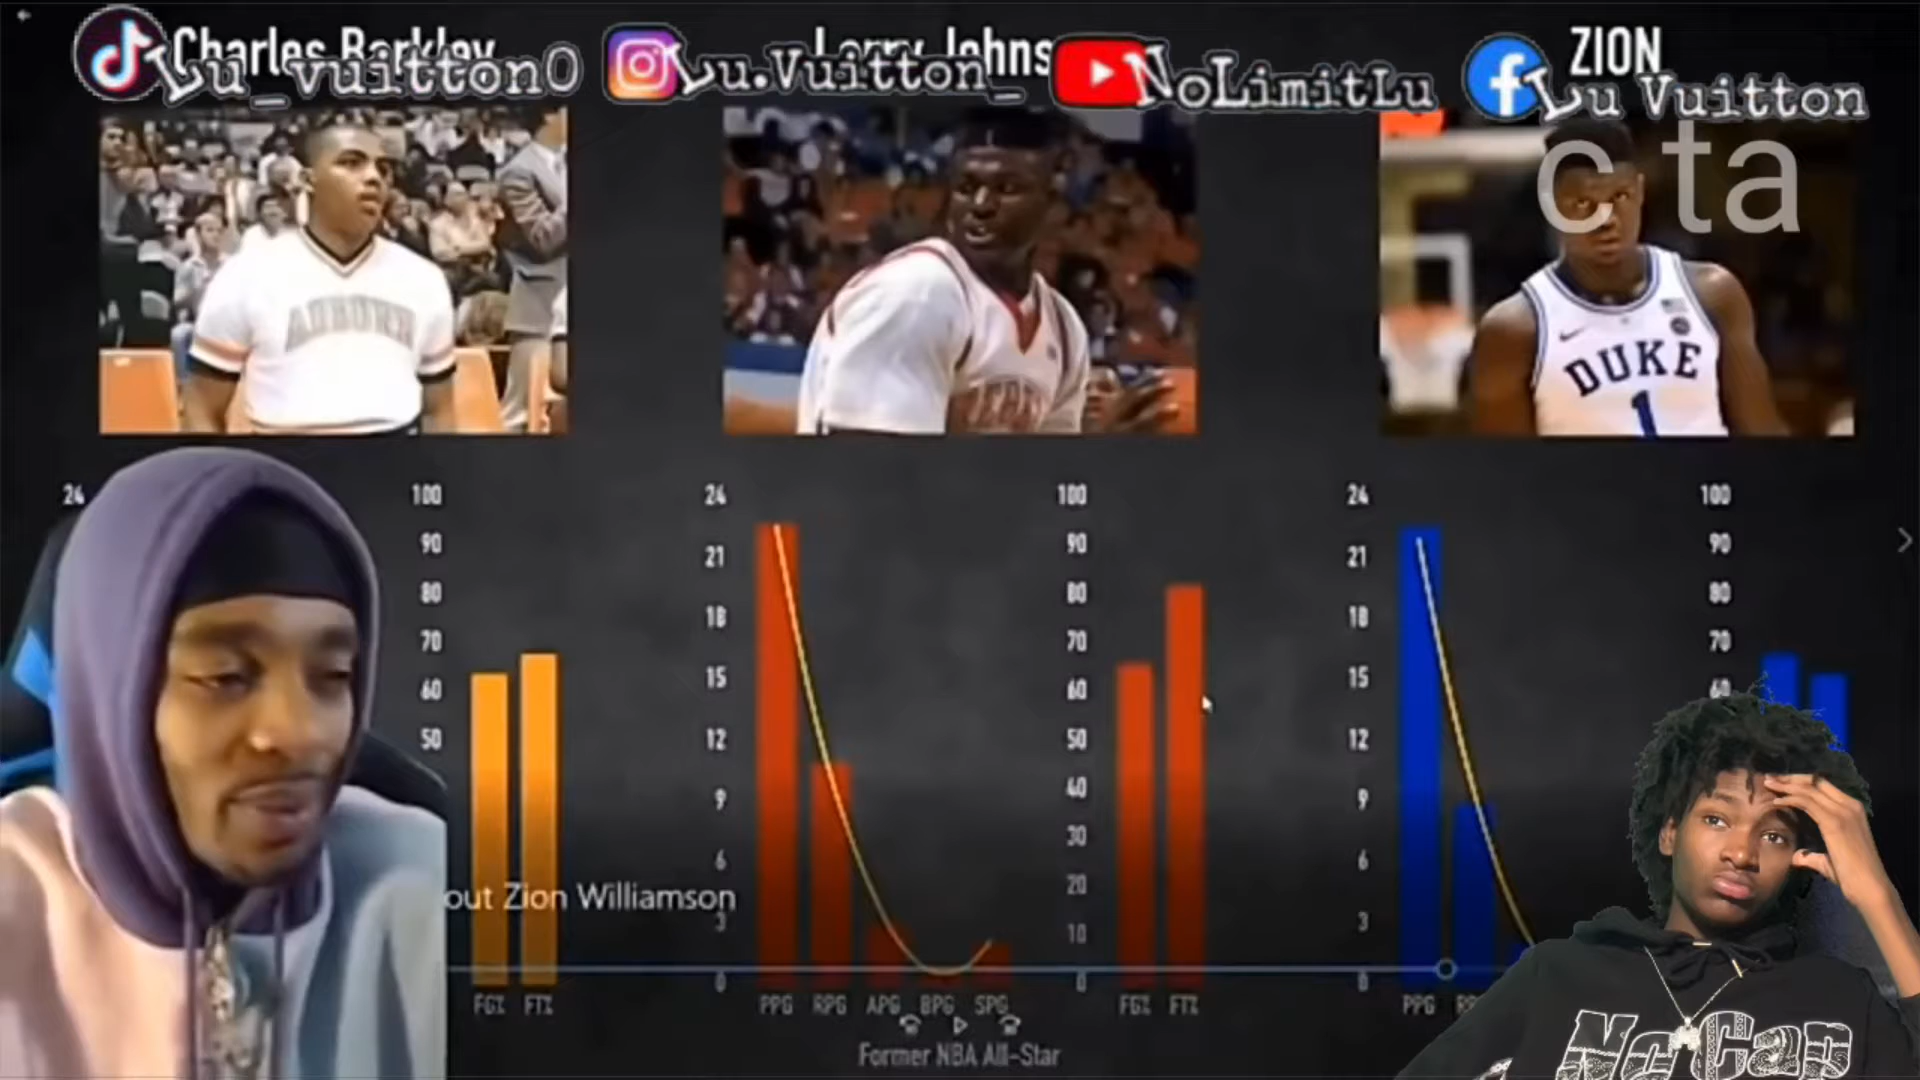 Charles Barkley
Lu_vuitton0
Lu.Vuitton_
NoLimitLu
ZION
Lu Vuitton
c ta
AUBURN
DUKE
1
24
100
90
80
70
60
50
FG% FT%
24
21
18
15
12
9
6
3
0
PPG RPG APG BPG SPG
100
90
80
70
60
50
40
30
20
10
0
FG% FT%
24
21
18
15
12
9
6
3
0
PPG
100
90
80
70
60
out Zion Williamson
Former NBA All-Star
No Cap